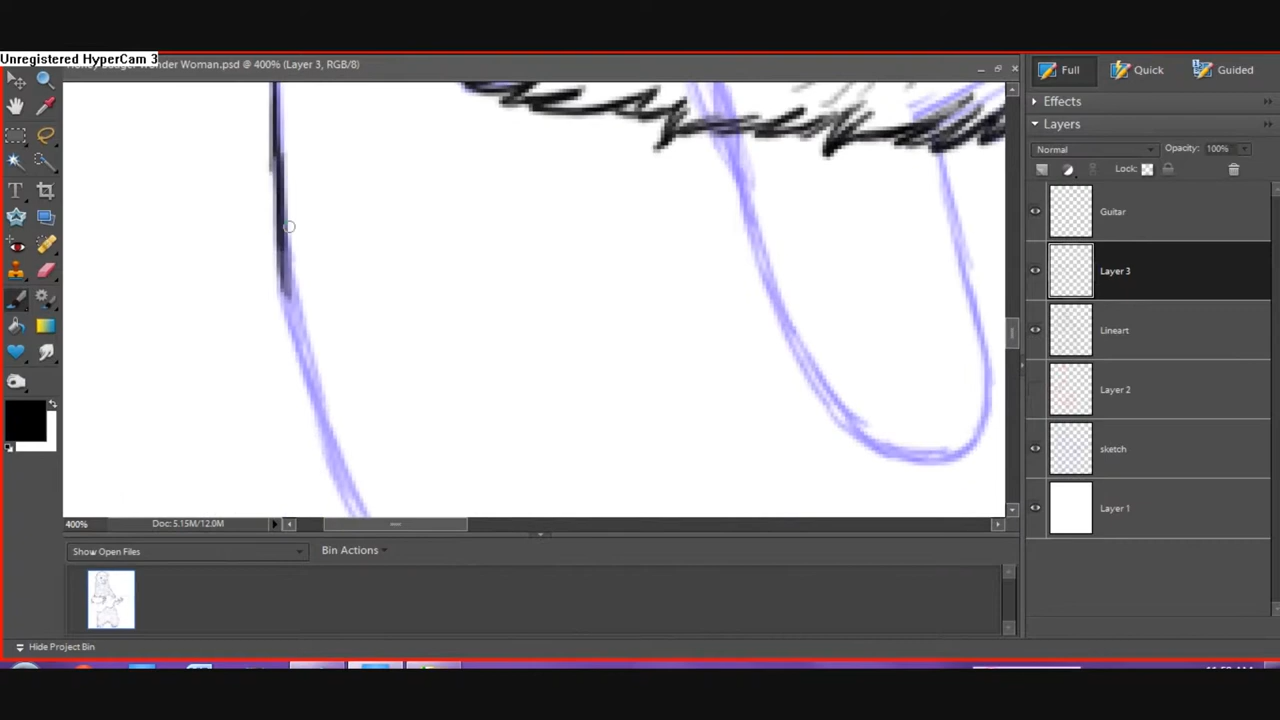 Unregistered HyperCam 3
Wonder Woman.psd @ 400% (Layer 3, RGB/8)
Full
Quick
Guided
Effects
Layers
Normal
Opacity: 100%
Lock:
Guitar
Layer 3
Lineart
Layer 2
sketch
Layer 1
T
400%
Doc: 5.15M/12.0M
Show Open Files
Bin Actions
Hide Project Bin